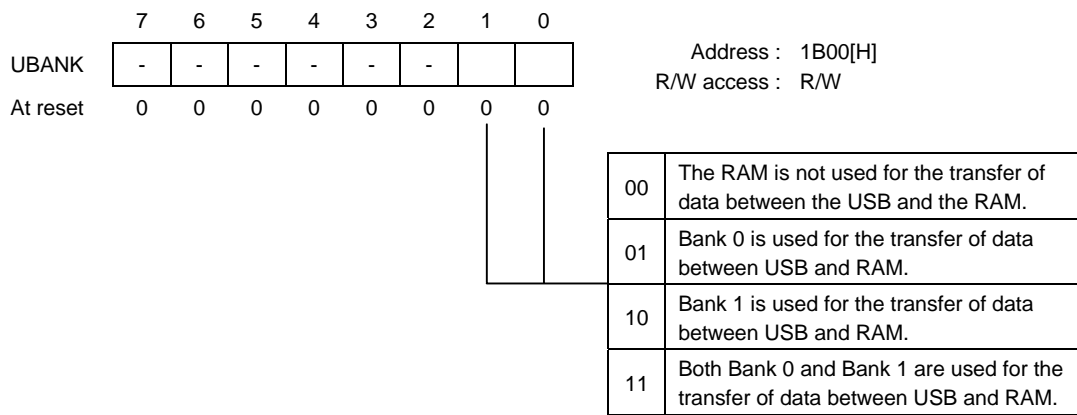 7 6 5 4 3 2 1 0
UBANK - - - - - -
At reset 0 0 0 0 0 0 0 0
Address : 1B00[H]
R/W access : R/W
00 The RAM is not used for the transfer of
data between the USB and the RAM.
01 Bank 0 is used for the transfer of data
between USB and RAM.
10 Bank 1 is used for the transfer of data
between USB and RAM.
11 Both Bank 0 and Bank 1 are used for the
transfer of data between USB and RAM.